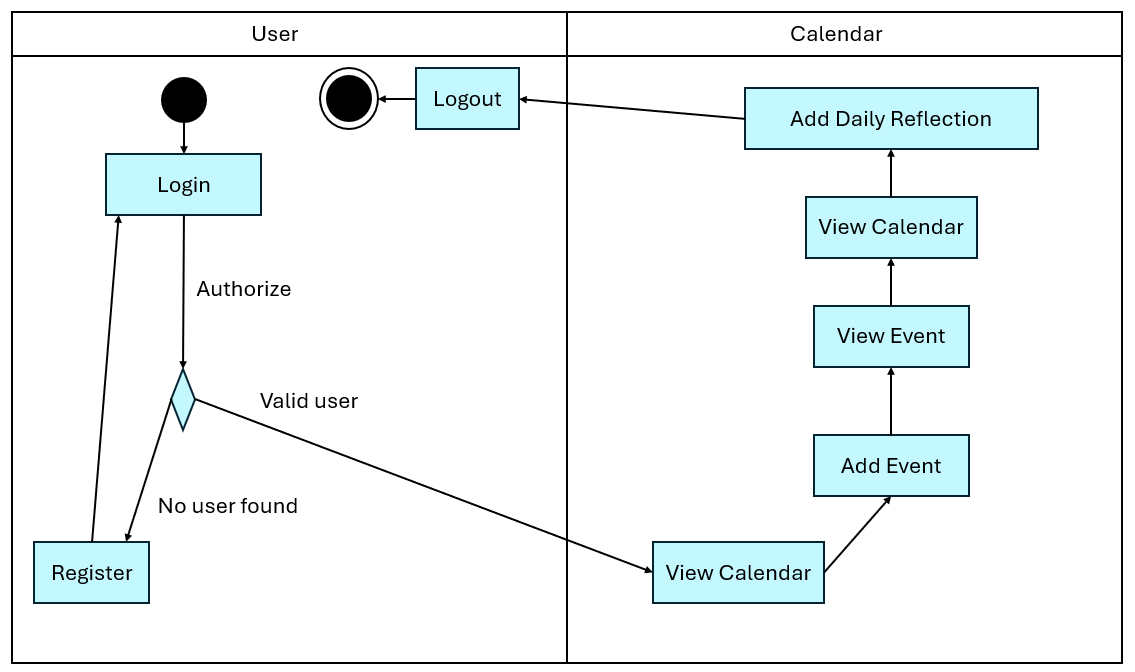 User
Calendar
Logout
Add Daily Reflection
Login
View Calendar
Authorize
View Event
Valid user
Add Event
No user found
Register
View Calendar